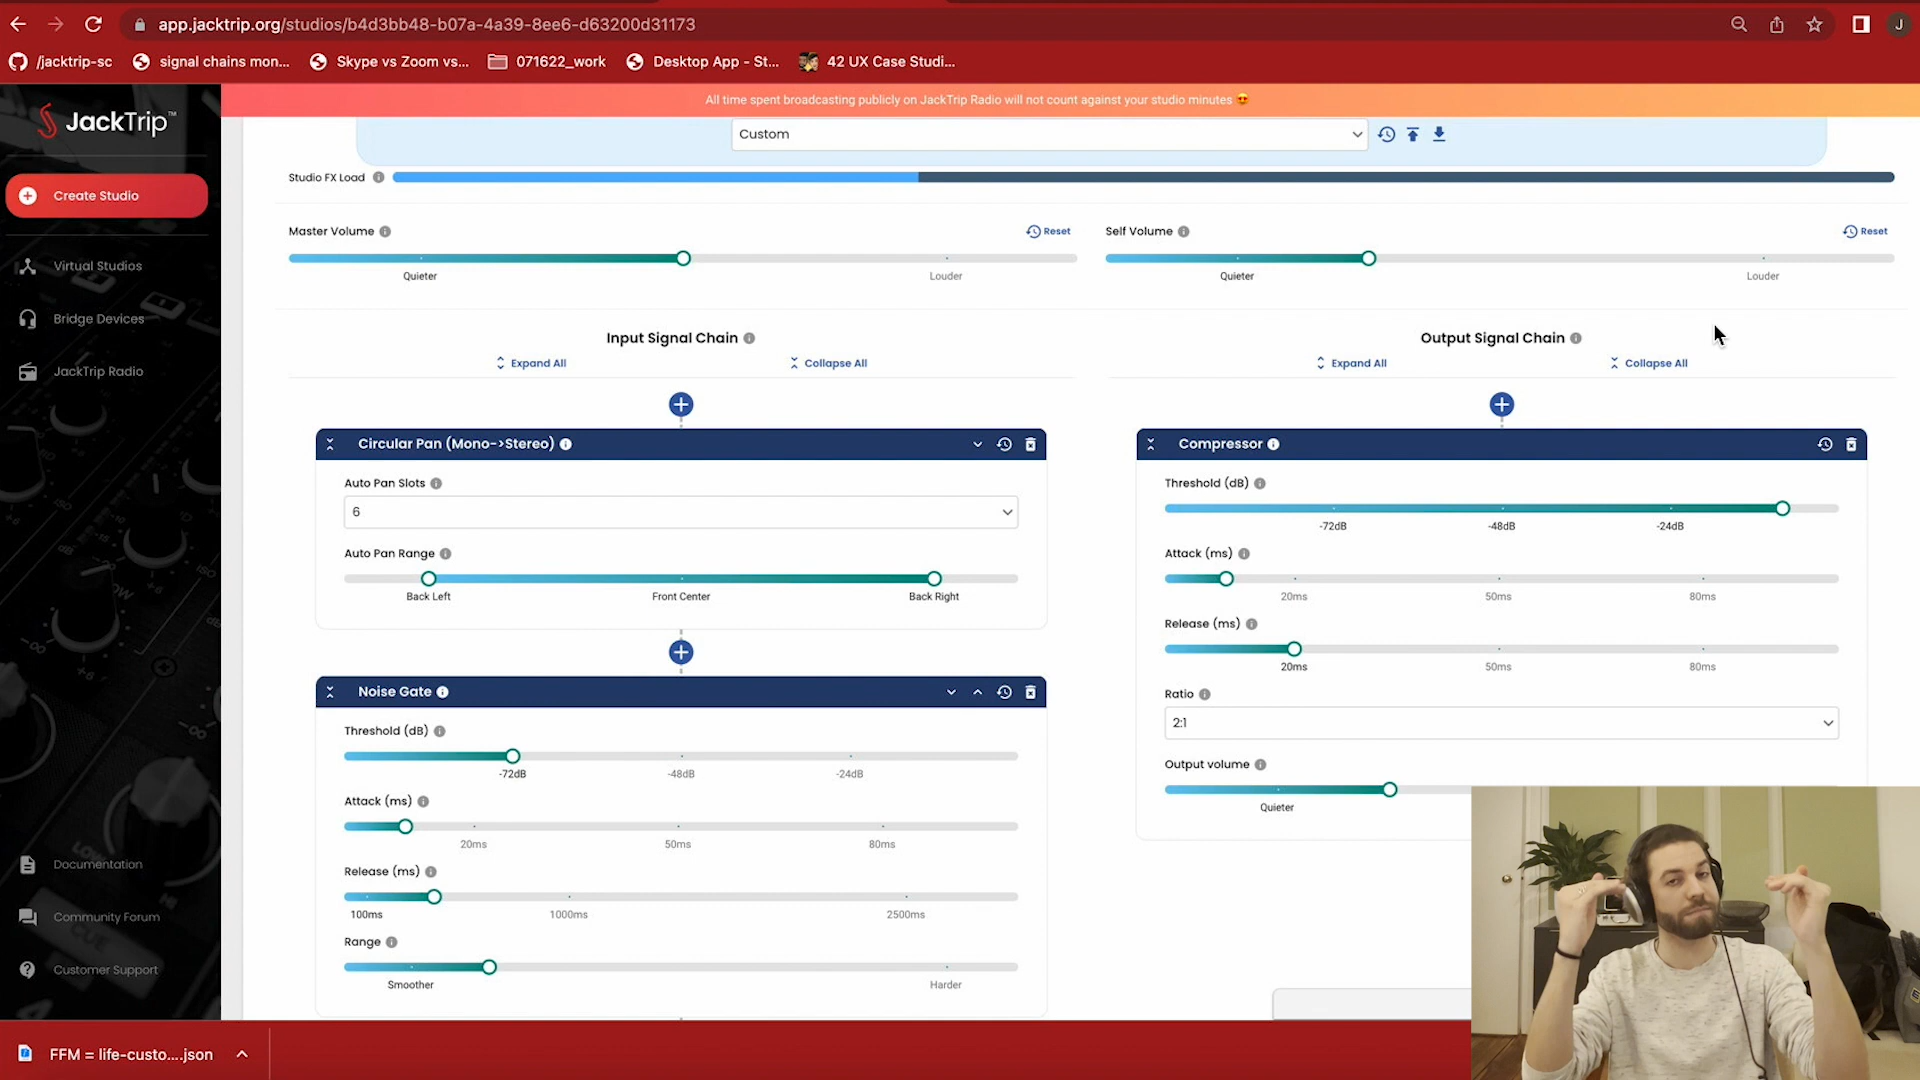 app.jacktrip.org/studios/b4d3bb48-b07a-4a39-8ee6-d63200d31173
J
/jacktrip-sc
signal chains mon...
Skype vs Zoom vs...
071622_work
Desktop App - St...
42 UX Case Studi...
JackTrip™
All time spent broadcasting publicly on JackTrip Radio will not count against your studio minutes 😍
Create Studio
Virtual Studios
Bridge Devices
JackTrip Radio
Documentation
Community Forum
Customer Support
Custom
Studio FX Load
Master Volume
Reset
Quieter
Louder
Self Volume
Reset
Quieter
Louder
Input Signal Chain
Expand All
Collapse All
Circular Pan (Mono->Stereo)
Auto Pan Slots
6
Auto Pan Range
Back Left
Front Center
Back Right
Noise Gate
Threshold (dB)
-72dB
-48dB
-24dB
Attack (ms)
20ms
50ms
80ms
Release (ms)
100ms
1000ms
2500ms
Range
Smoother
Harder
Output Signal Chain
Expand All
Collapse All
Compressor
Threshold (dB)
-72dB
-48dB
-24dB
Attack (ms)
20ms
50ms
80ms
Release (ms)
20ms
50ms
80ms
Ratio
2:1
Output volume
Quieter
FFM = life-custo....json